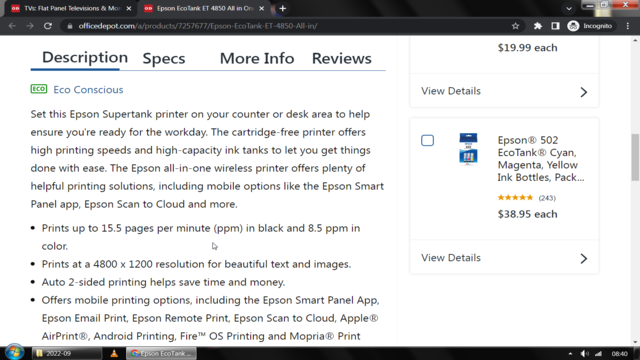 TVs: Flat Panel Televisions & Mo
Epson EcoTank ET 4850 All in One
officedepot.com/a/products/7257677/Epson-EcoTank-ET-4850-All-in/
Incognito
$19.99 each
Description
Specs
More Info
Reviews
View Details
ECO Eco Conscious
Set this Epson Supertank printer on your counter or desk area to help
ensure you're ready for the workday. The cartridge-free printer offers
high printing speeds and high-capacity ink tanks to let you get things
done with ease. The Epson all-in-one wireless printer offers plenty of
helpful printing solutions, including mobile options like the Epson Smart
Panel app, Epson Scan to Cloud and more.
Epson® 502
EcoTank® Cyan,
Magenta, Yellow
Ink Bottles, Pack...
(243)
$38.95 each
View Details
• Prints up to 15.5 pages per minute (ppm) in black and 8.5 ppm in
color.
• Prints at a 4800 x 1200 resolution for beautiful text and images.
• Auto 2-sided printing helps save time and money.
• Offers mobile printing options, including the Epson Smart Panel App,
Epson Email Print, Epson Remote Print, Epson Scan to Cloud, Apple®
AirPrint®, Android Printing, Fire™ OS Printing and Mopria® Print
2022-09
Epson EcoTank ...
08:40